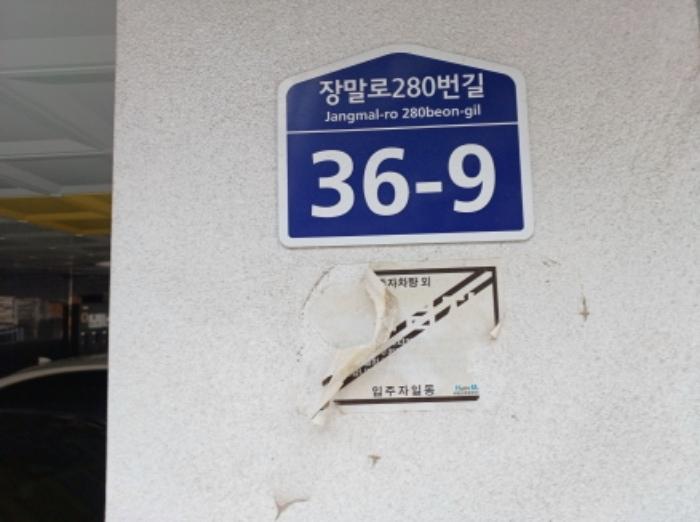 장말로280번길
Jangmal-ro 280beon-gil
36-9
자차량 외
입주자일동